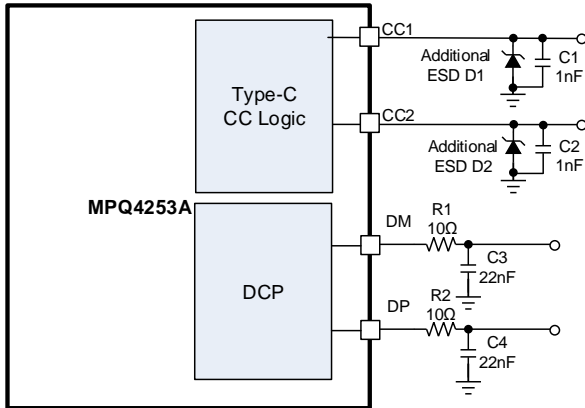 CC1
Additional
ESD D1
C1
1nF
Type-C
CC Logic
CC2
Additional
ESD D2
C2
1nF
MPQ4253A
DCP
DM
R1
10Ω
C3
22nF
DP
R2
10Ω
C4
22nF